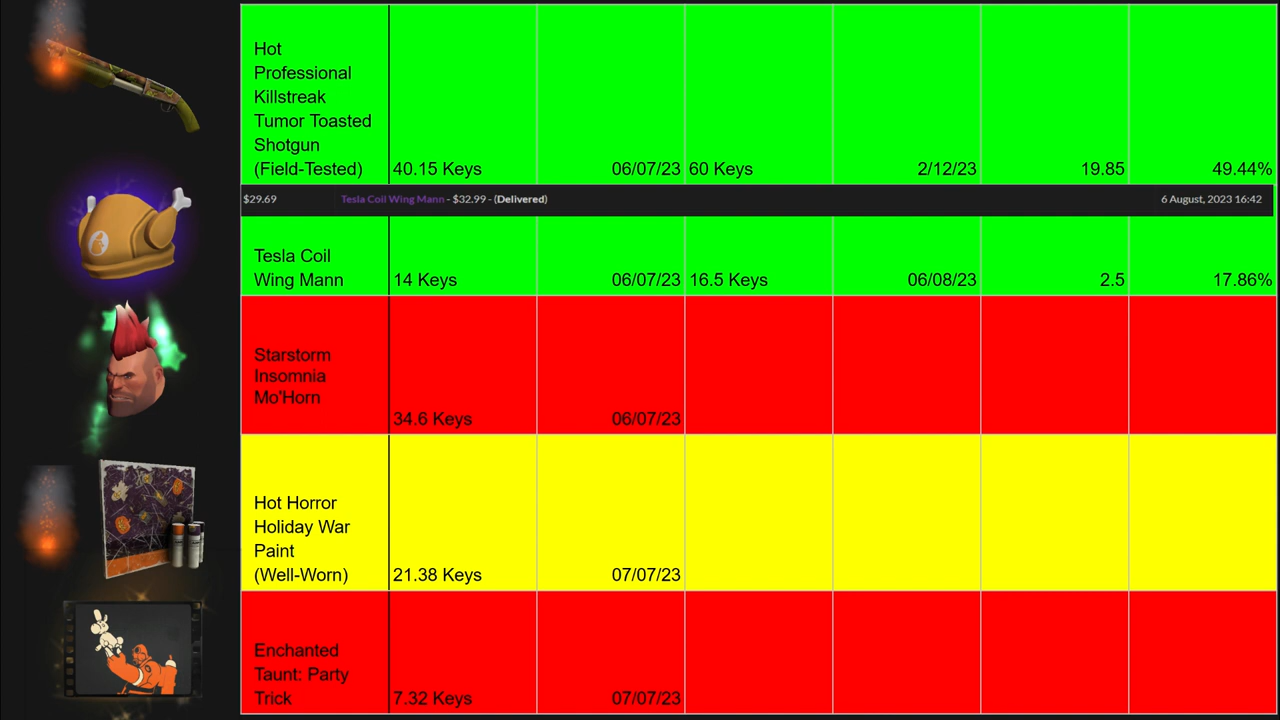 Hot
Professional
Killstreak
Tumor Toasted
Shotgun
(Field-Tested) 40.15 Keys 06/07/23 60 Keys 2/12/23 19.85 49.44%
$29.69 Tesla Coil Wing Mann - $32.99 - (Delivered) 6 August, 2023 16:42
Tesla Coil
Wing Mann 14 Keys 06/07/23 16.5 Keys 06/08/23 2.5 17.86%
Starstorm
Insomnia
Mo'Horn
34.6 Keys 06/07/23
Hot Horror
Holiday War
Paint
(Well-Worn) 21.38 Keys 07/07/23
Enchanted
Taunt: Party
Trick 7.32 Keys 07/07/23